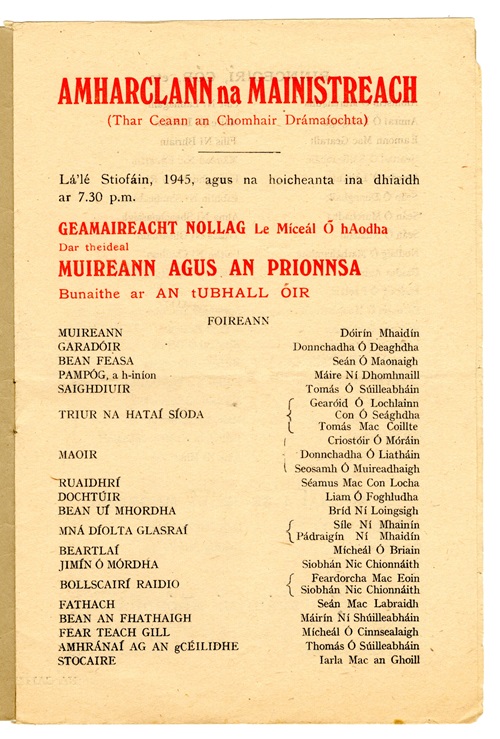 AMHARCLANN na MAINISTREACH
(Thar Ceann an Chomhair Drámaíochta)
Lá'lé Stiofáin, 1945, agus na hoicheanta ina dhiaidh
ar 7.30 p.m.
GEAMAIREACHT NOLLAG Le Míceál Ó hAodha
Dar theideal
MUIREANN AGUS AN PRIONNSA
Bunaithe ar AN tUBHALL ÓIR
FOIREANN
MUIREANN Dóirín Mhaidín
GARADÓIR Donnchadha Ó Deaghdha
BEAN FEASA Seán Ó Maonaigh
PAMPÓG, a h-iníon Máire Ní Dhomhnaill
SAIGHDIUIR Tomás Ó Súilleabháin
TRIUR NA HATAÍ SÍODA { Gearóid Ó Lochlainn
Con Ó Seághdha
Tomás Mac Coillte
MAOIR { Criostóir Ó Móráin
Donnchadha Ó Liatháin
Seosamh Ó Muireadhaigh
RUAIDHRÍ Séamus Mac Con Locha
DOCHTÚIR Liam Ó Foghludha
BEAN UÍ MHORDHA Bríd Ní Loingsigh
MNÁ DÍOLTA GLASRAÍ { Síle Ní Mhainín
Pádraigín Ní Mhaidín
BEARTLAÍ Mícheál Ó Briain
JIMÍN Ó MÓRDHA Siobhán Nic Chionnáith
BOLLSCAIRÍ RAIDIO { Feardorcha Mac Eoin
Siobhán Nic Chionnáith
FATHACH Seán Mac Labraidh
BEAN AN FHATHAIGH Máirín Ní Shúilleabháin
FEAR TEACH GILL Mícheál Ó Cinnsealaigh
AMHRÁNAÍ AG AN gCÉILIDHE Thomás Ó Súilleabháin
STOCAIRE Iarla Mac an Ghoill